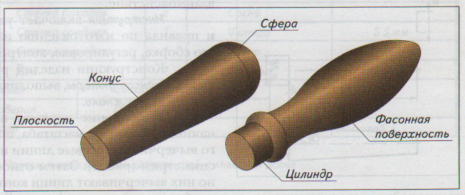 Сфера
Конус
Плоскость
Фасонная
поверхность
Цилиндр